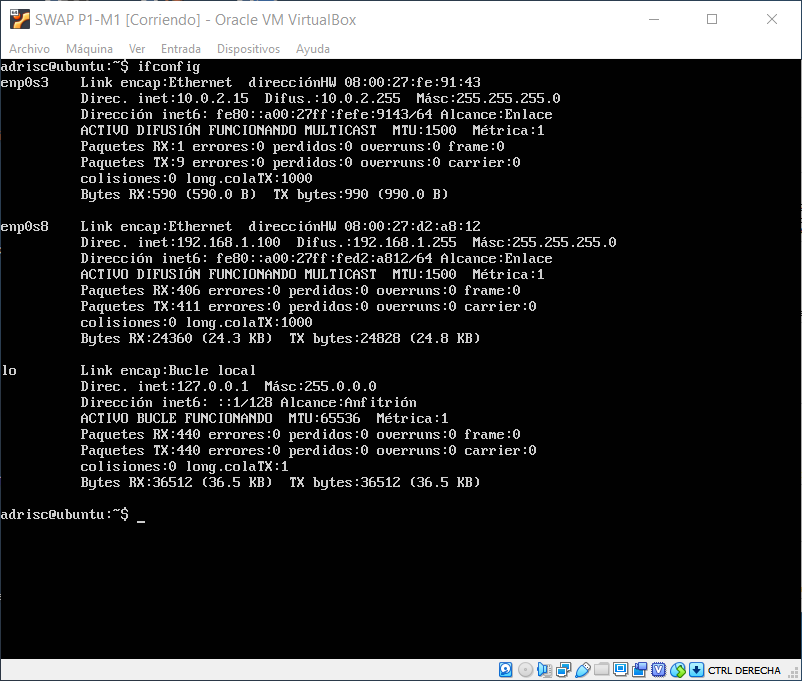 SWAP P1-M1 [Corriendo] - Oracle VM VirtualBox
Archivo Máquina Ver Entrada Dispositivos Ayuda
adrisc@ubuntu:~$ ifconfig
enp0s3 Link encap:Ethernet direcciónHW 08:00:27:fe:91:43
Direc. inet:10.0.2.15 Difus.:10.0.2.255 Másc:255.255.255.0
Dirección inet6: fe80::a00:27ff:fefe:9143/64 Alcance:Enlace
ACTIVO DIFUSIÓN FUNCIONANDO MULTICAST MTU:1500 Métrica:1
Paquetes RX:1 errores:0 perdidos:0 overruns:0 frame:0
Paquetes TX:9 errores:0 perdidos:0 overruns:0 carrier:0
colisiones:0 long.colaTX:1000
Bytes RX:590 (590.0 B) TX bytes:990 (990.0 B)
enp0s8 Link encap:Ethernet direcciónHW 08:00:27:d2:a8:12
Direc. inet:192.168.1.100 Difus.:192.168.1.255 Másc:255.255.255.0
Dirección inet6: fe80::a00:27ff:fed2:a812/64 Alcance:Enlace
ACTIVO DIFUSIÓN FUNCIONANDO MULTICAST MTU:1500 Métrica:1
Paquetes RX:406 errores:0 perdidos:0 overruns:0 frame:0
Paquetes TX:411 errores:0 perdidos:0 overruns:0 carrier:0
colisiones:0 long.colaTX:1000
Bytes RX:24360 (24.3 KB) TX bytes:24828 (24.8 KB)
lo Link encap:Bucle local
Direc. inet:127.0.0.1 Másc:255.0.0.0
Dirección inet6: ::1/128 Alcance:Anfitrión
ACTIVO BUCLE FUNCIONANDO MTU:65536 Métrica:1
Paquetes RX:440 errores:0 perdidos:0 overruns:0 frame:0
Paquetes TX:440 errores:0 perdidos:0 overruns:0 carrier:0
colisiones:0 long.colaTX:1
Bytes RX:36512 (36.5 KB) TX bytes:36512 (36.5 KB)
adrisc@ubuntu:~$ _
CTRL DERECHA